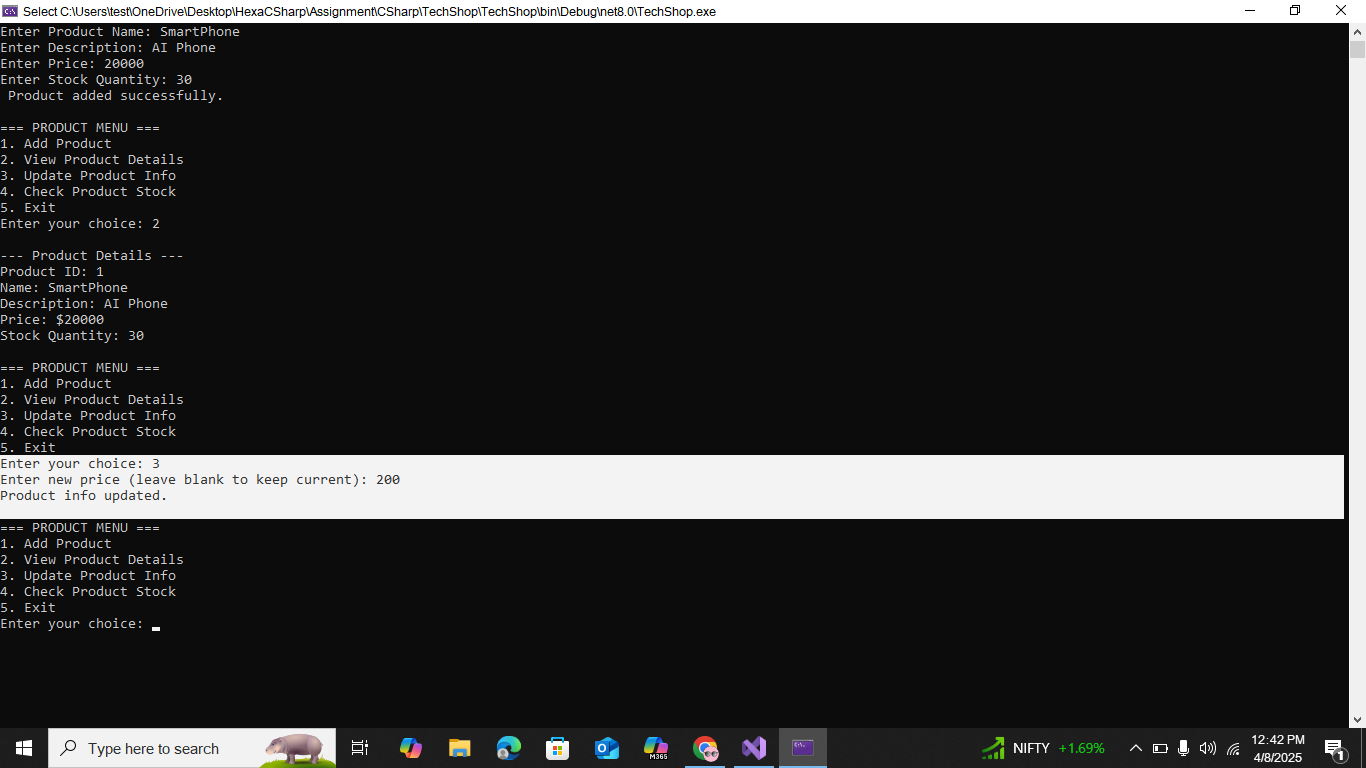 Select C:\Users\test\OneDrive\Desktop\HexaCSharp\Assignment\CSharp\TechShop\TechShop\bin\Debug\net8.0\TechShop.exe
Enter Product Name: SmartPhone
Enter Description: AI Phone
Enter Price: 20000
Enter Stock Quantity: 30
 Product added successfully.

=== PRODUCT MENU ===
1. Add Product
2. View Product Details
3. Update Product Info
4. Check Product Stock
5. Exit
Enter your choice: 2

--- Product Details ---
Product ID: 1
Name: SmartPhone
Description: AI Phone
Price: $20000
Stock Quantity: 30

=== PRODUCT MENU ===
1. Add Product
2. View Product Details
3. Update Product Info
4. Check Product Stock
5. Exit
Enter your choice: 3
Enter new price (leave blank to keep current): 200
Product info updated.

=== PRODUCT MENU ===
1. Add Product
2. View Product Details
3. Update Product Info
4. Check Product Stock
5. Exit
Enter your choice:
Type here to search
M365
NIFTY +1.69%
12:42 PM
4/8/2025
1